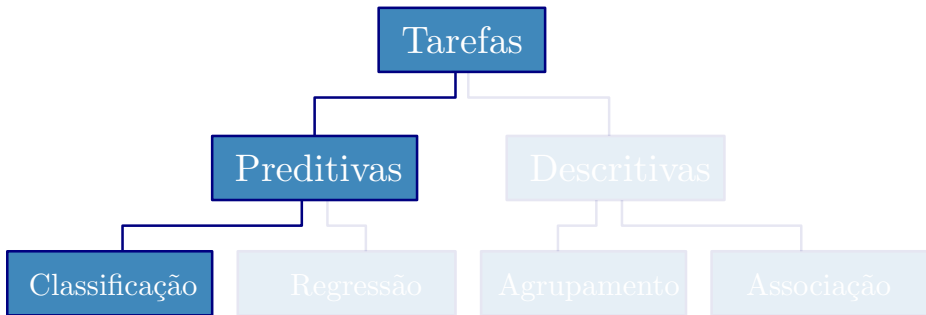 Tarefas
Preditivas
Descritivas
Classificação
Regressão
Agrupamento
Associação